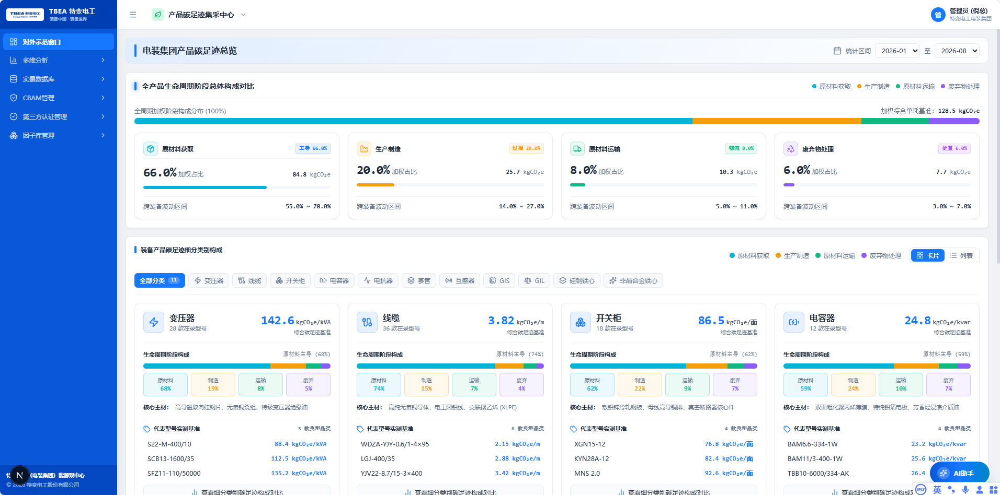 TBEA 特变电工
TBEA 特变电工
装备中国·装备世界
产品碳足迹集采中心
管
管理员 (倪总)
特变电工电装集团
对外示范窗口
多维分析
实景数据库
CBAM管理
第三方认证管理
因子库管理
电装集团产品碳足迹总览
统计区间
2026-01
至
2026-08
全产品生命周期阶段总体构成对比
原材料获取
生产制造
原材料运输
废弃物处理
全周期加权阶段构成分布 (100%)
加权综合单耗基准: 128.5 kgCO₂e
原材料获取
主导 66.0%
66.0% 加权占比
84.8 kgCO₂e
跨装备波动区间
55.0% ~ 78.0%
生产制造
过程 20.0%
20.0% 加权占比
25.7 kgCO₂e
跨装备波动区间
14.0% ~ 27.0%
原材料运输
物流 8.0%
8.0% 加权占比
10.3 kgCO₂e
跨装备波动区间
5.0% ~ 11.0%
废弃物处理
处置 6.0%
6.0% 加权占比
7.7 kgCO₂e
跨装备波动区间
3.0% ~ 7.0%
装备产品碳足迹细分类别构成
原材料获取
生产制造
原材料运输
废弃物处理
卡片
列表
全部分类 11
变压器
线缆
开关柜
电容器
电抗器
套管
互感器
GIS
GIL
硅钢铁心
非晶合金铁心
变压器
28 款在录型号
142.6 kgCO₂e/kVA
综合碳足迹基准
生命周期阶段构成
原材料主导 (68%)
原材料
68%
制造
19%
运输
8%
废弃
5%
核心主材: 高导磁取向硅钢片、无氧铜绕组、特级变压器绝缘油
代表型号实测基准
5 款典型品类
S22-M-400/10
88.4 kgCO₂e/kVA
SCB13-1600/35
112.5 kgCO₂e/kVA
SFZ11-110/50000
135.2 kgCO₂e/kVA
查看细分类别碳足迹构成对比
线缆
36 款在录型号
3.82 kgCO₂e/m
综合碳足迹基准
生命周期阶段构成
原材料主导 (74%)
原材料
74%
制造
15%
运输
7%
废弃
4%
核心主材: 高纯无氧铜导体、电工圆铝线、交联聚乙烯 (XLPE)
代表型号实测基准
8 款典型品类
WDZA-YJY-0.6/1-4×95
2.15 kgCO₂e/m
LGJ-400/35
2.88 kgCO₂e/m
YJV22-8.7/15-3×400
3.42 kgCO₂e/m
查看细分类别碳足迹构成对比
开关柜
18 款在录型号
86.5 kgCO₂e/面
综合碳足迹基准
生命周期阶段构成
原材料主导 (62%)
原材料
62%
制造
22%
运输
9%
废弃
7%
核心主材: 敷铝锌冷轧钢板、母线高导铜排、真空断路器核心件
代表型号实测基准
4 款典型品类
XGN15-12
76.8 kgCO₂e/面
KYN28A-12
82.4 kgCO₂e/面
MNS 2.0
92.6 kgCO₂e/面
查看细分类别碳足迹构成对比
电容器
12 款在录型号
24.8 kgCO₂e/kvar
综合碳足迹基准
生命周期阶段构成
原材料主导 (59%)
原材料
59%
制造
24%
运输
10%
废弃
7%
核心主材: 双面粗化聚丙烯薄膜、特纯铝箔电极、芳香烃浸渍介质油
代表型号实测基准
4 款典型品类
BAM6.6-334-1W
23.2 kgCO₂e/kvar
BAM11/3-400-1W
25.6 kgCO₂e/kvar
TBB10-6000/334-AK
26.4
查看细分类别碳足迹构成对
AI助手
N
(电装集团) 能源双中心
© 2026 特变电工股份有限公司
iFLY
英